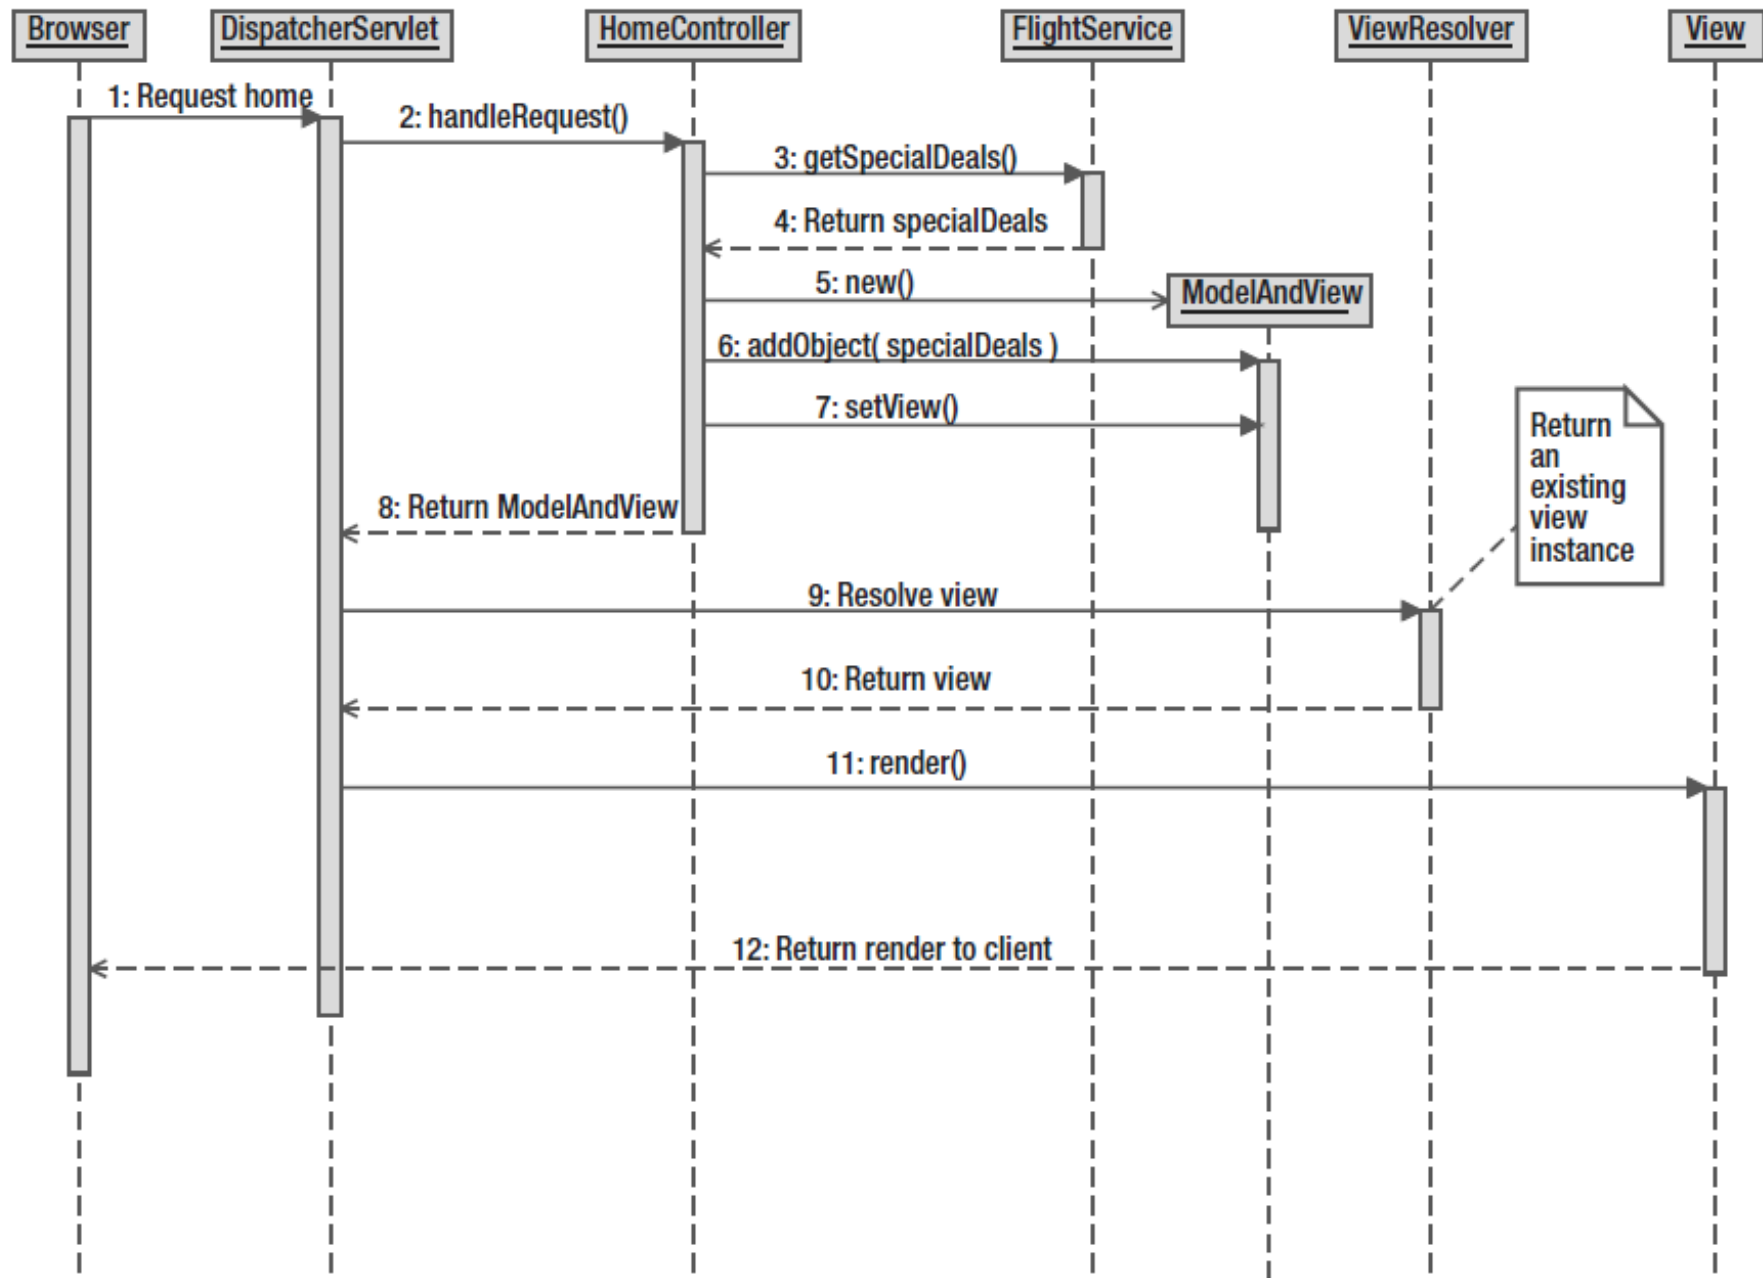 Browser
DispatcherServlet
HomeController
FlightService
ViewResolver
View
1: Request home
2: handleRequest()
3: getSpecialDeals()
4: Return specialDeals
5: new()
ModelAndView
6: addObject( specialDeals )
7: setView()
Return
an
existing
view
instance
8: Return ModelAndView
9: Resolve view
10: Return view
11: render()
12: Return render to client